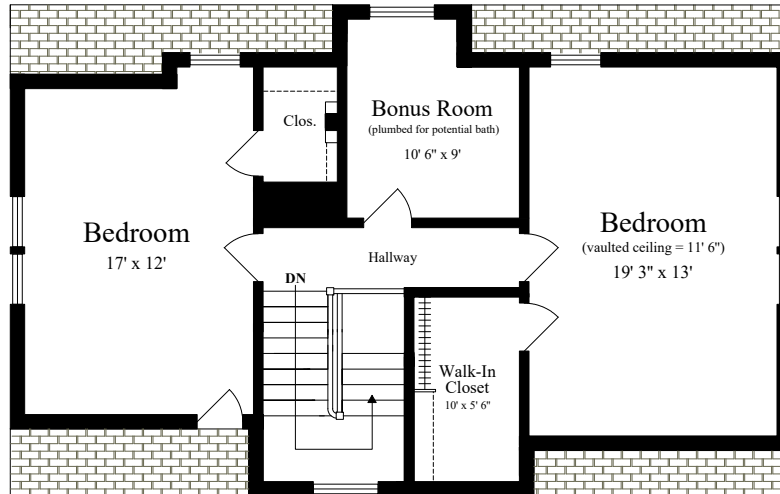 Bedroom
17' x 12'
Clos.
Bonus Room
(plumbed for potential bath)
10' 6" x 9'
Hallway
DN
Walk-In
Closet
10' x 5' 6"
Bedroom
(vaulted ceiling = 11' 6")
19' 3" x 13'